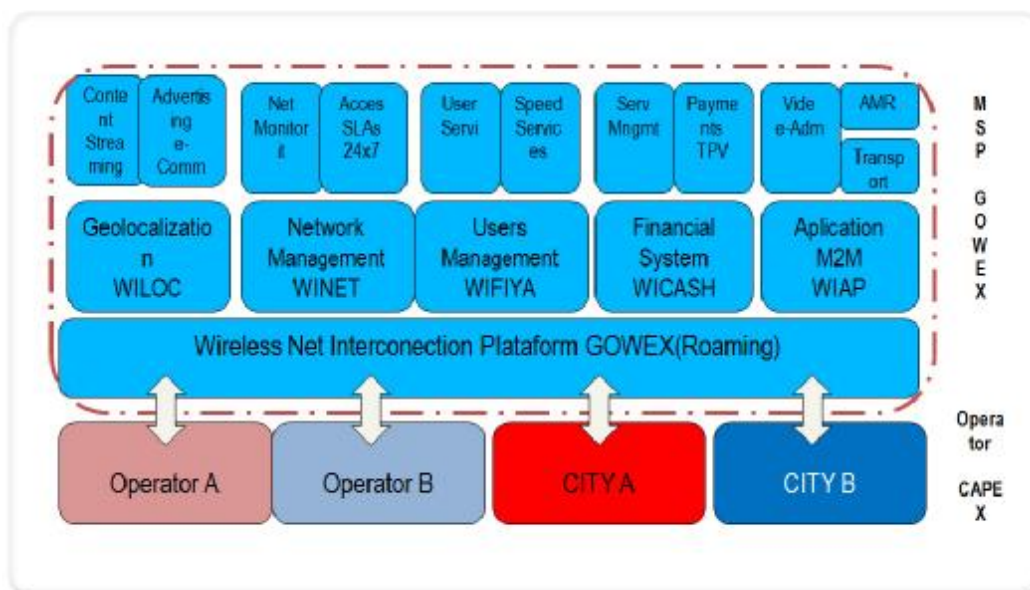 Conte
nt
Strea
ming
Advertis
ing
e-
Comm
Net
Monitor
it
Acces
SLAs
24x7
User
Servi
Speed
Servic
es
Serv
Mngmt
Payme
nts
TPV
Vide
e-Adm
AMR
Transp
ort
Geolocalizatio
n
WILOC
Network
Management
WINET
Users
Management
WIFIYA
Financial
System
WICASH
Aplication
M2M
WIAP
Wireless Net Interconection Plataform GOWEX(Roaming)
Operator A
Operator B
CITY A
CITY B
M
S
P
G
O
W
E
X
Opera
tor
CAPE
X